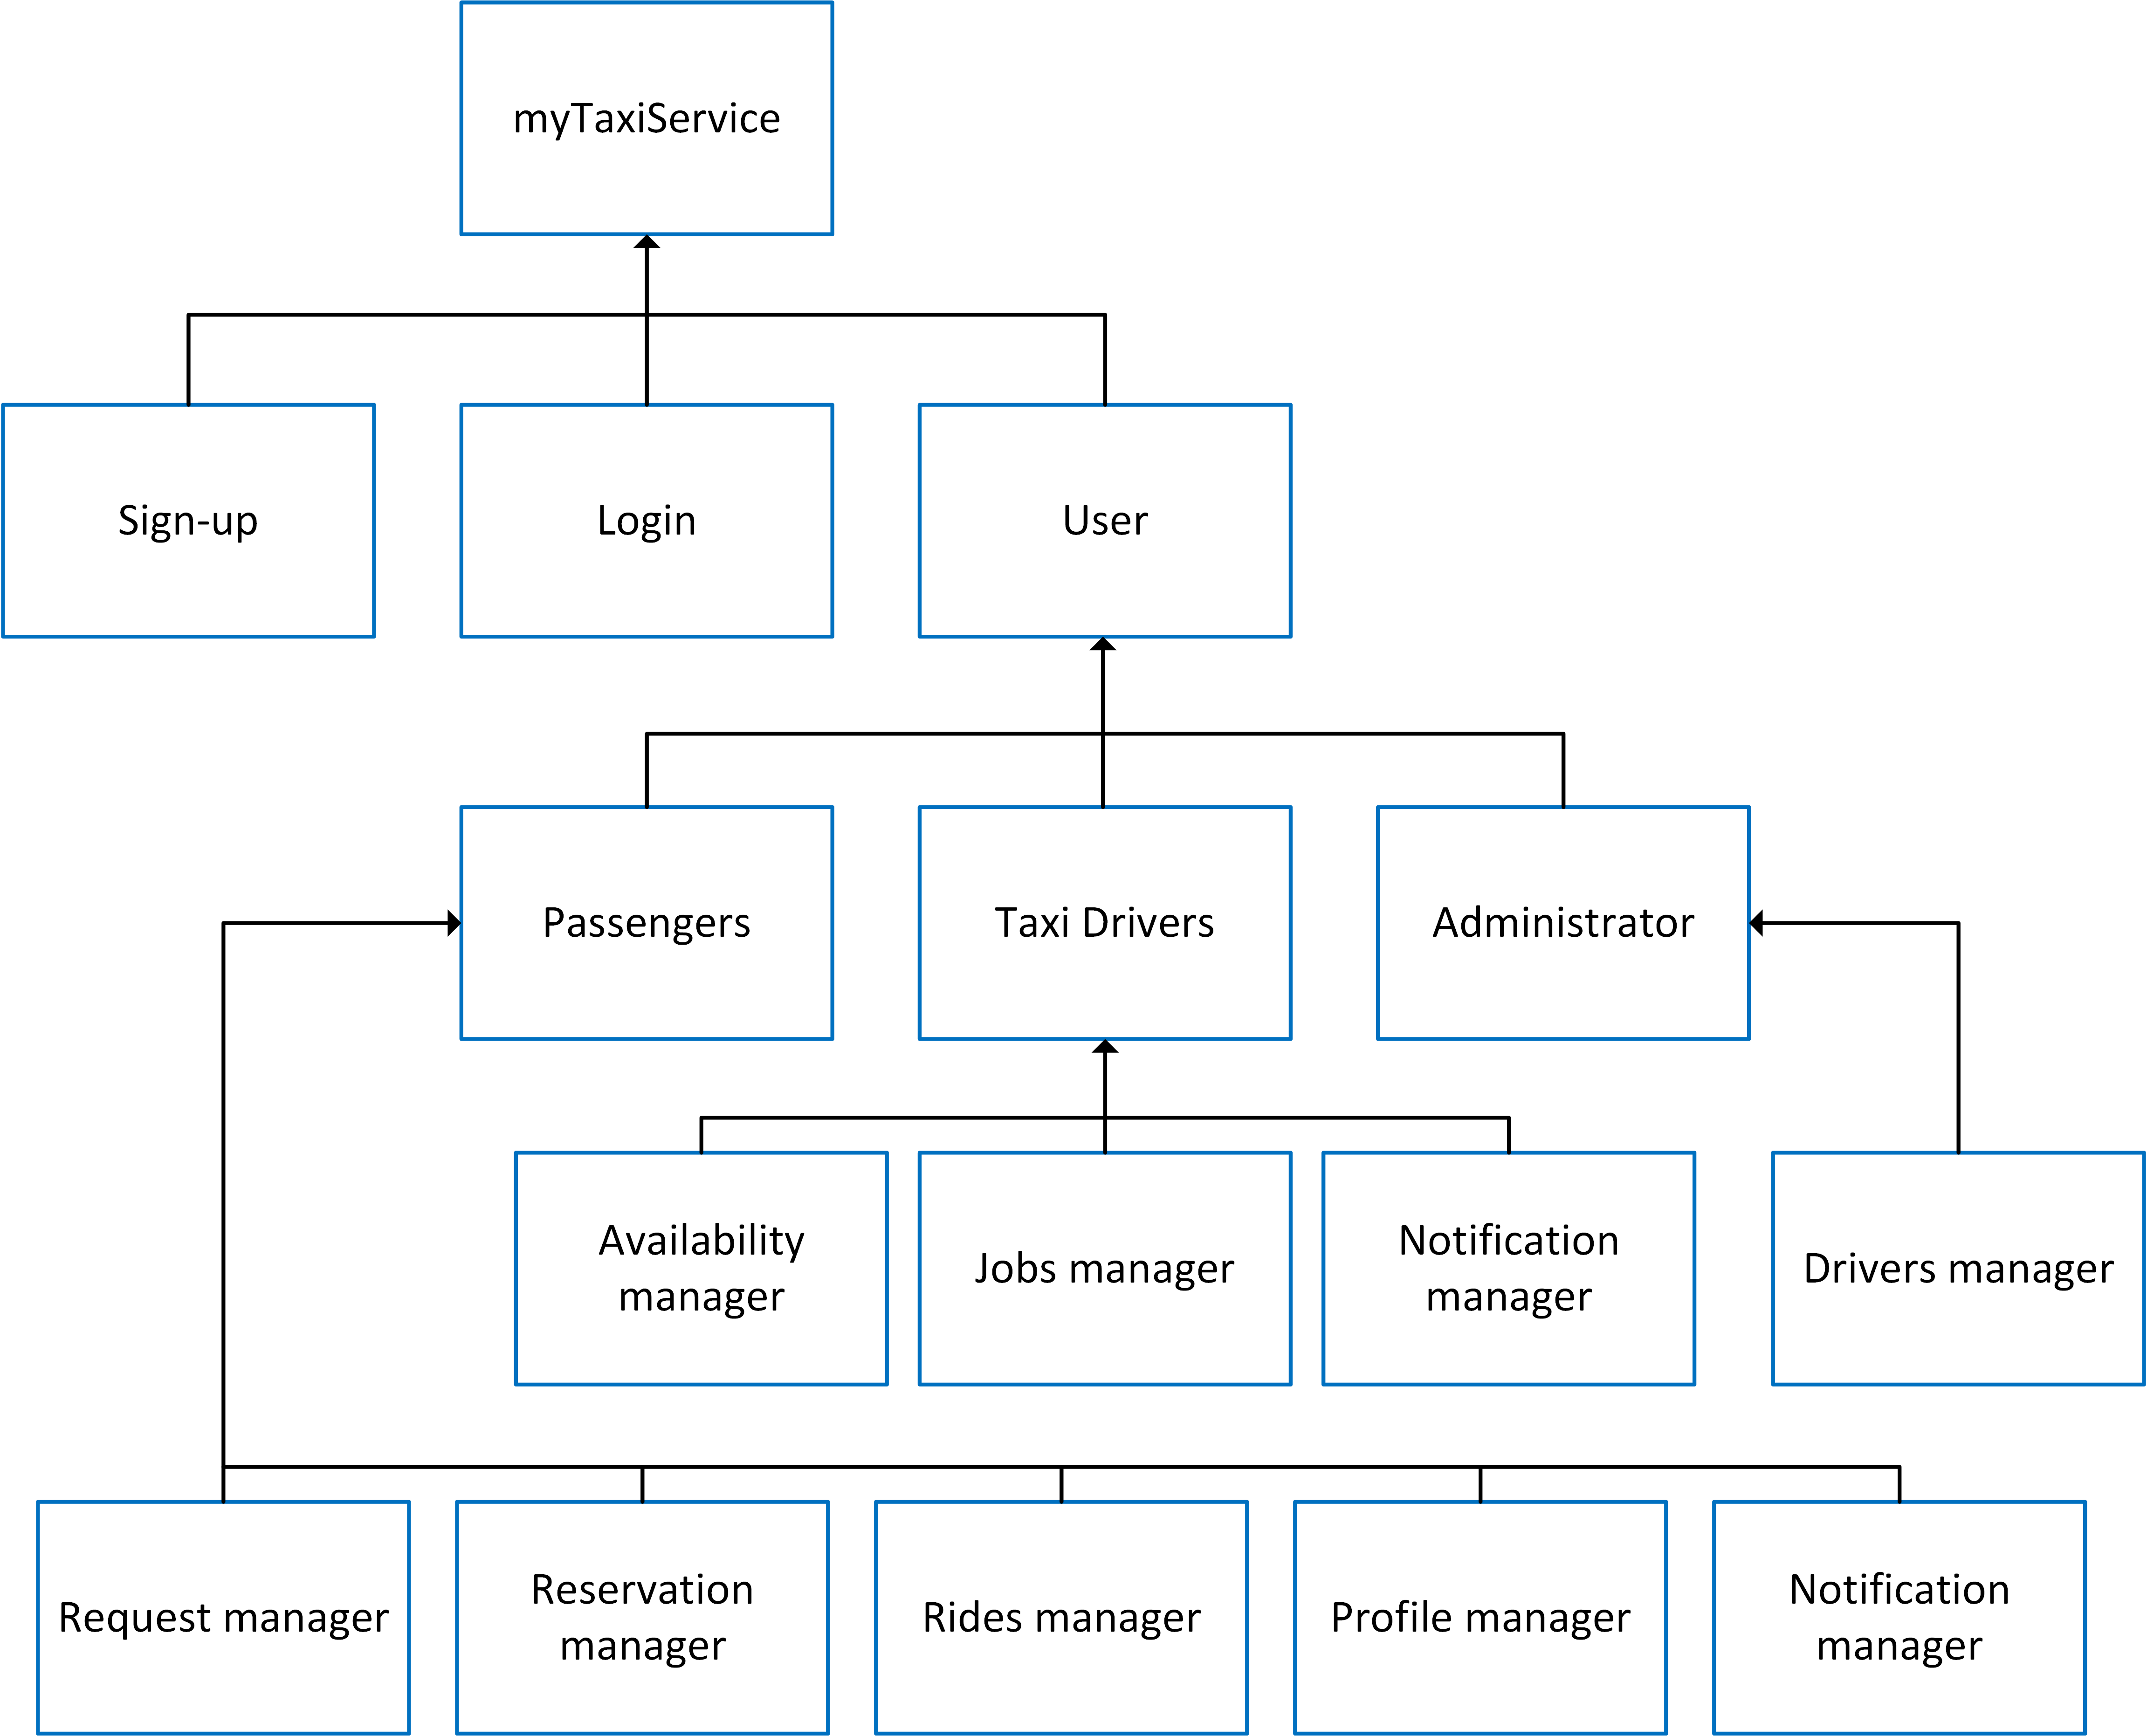 myTaxiService
Sign-up
Login
User
Passengers
Taxi Drivers
Administrator
Availability
manager
Jobs manager
Notification
manager
Drivers manager
Request manager
Reservation
manager
Rides manager
Profile manager
Notification
manager